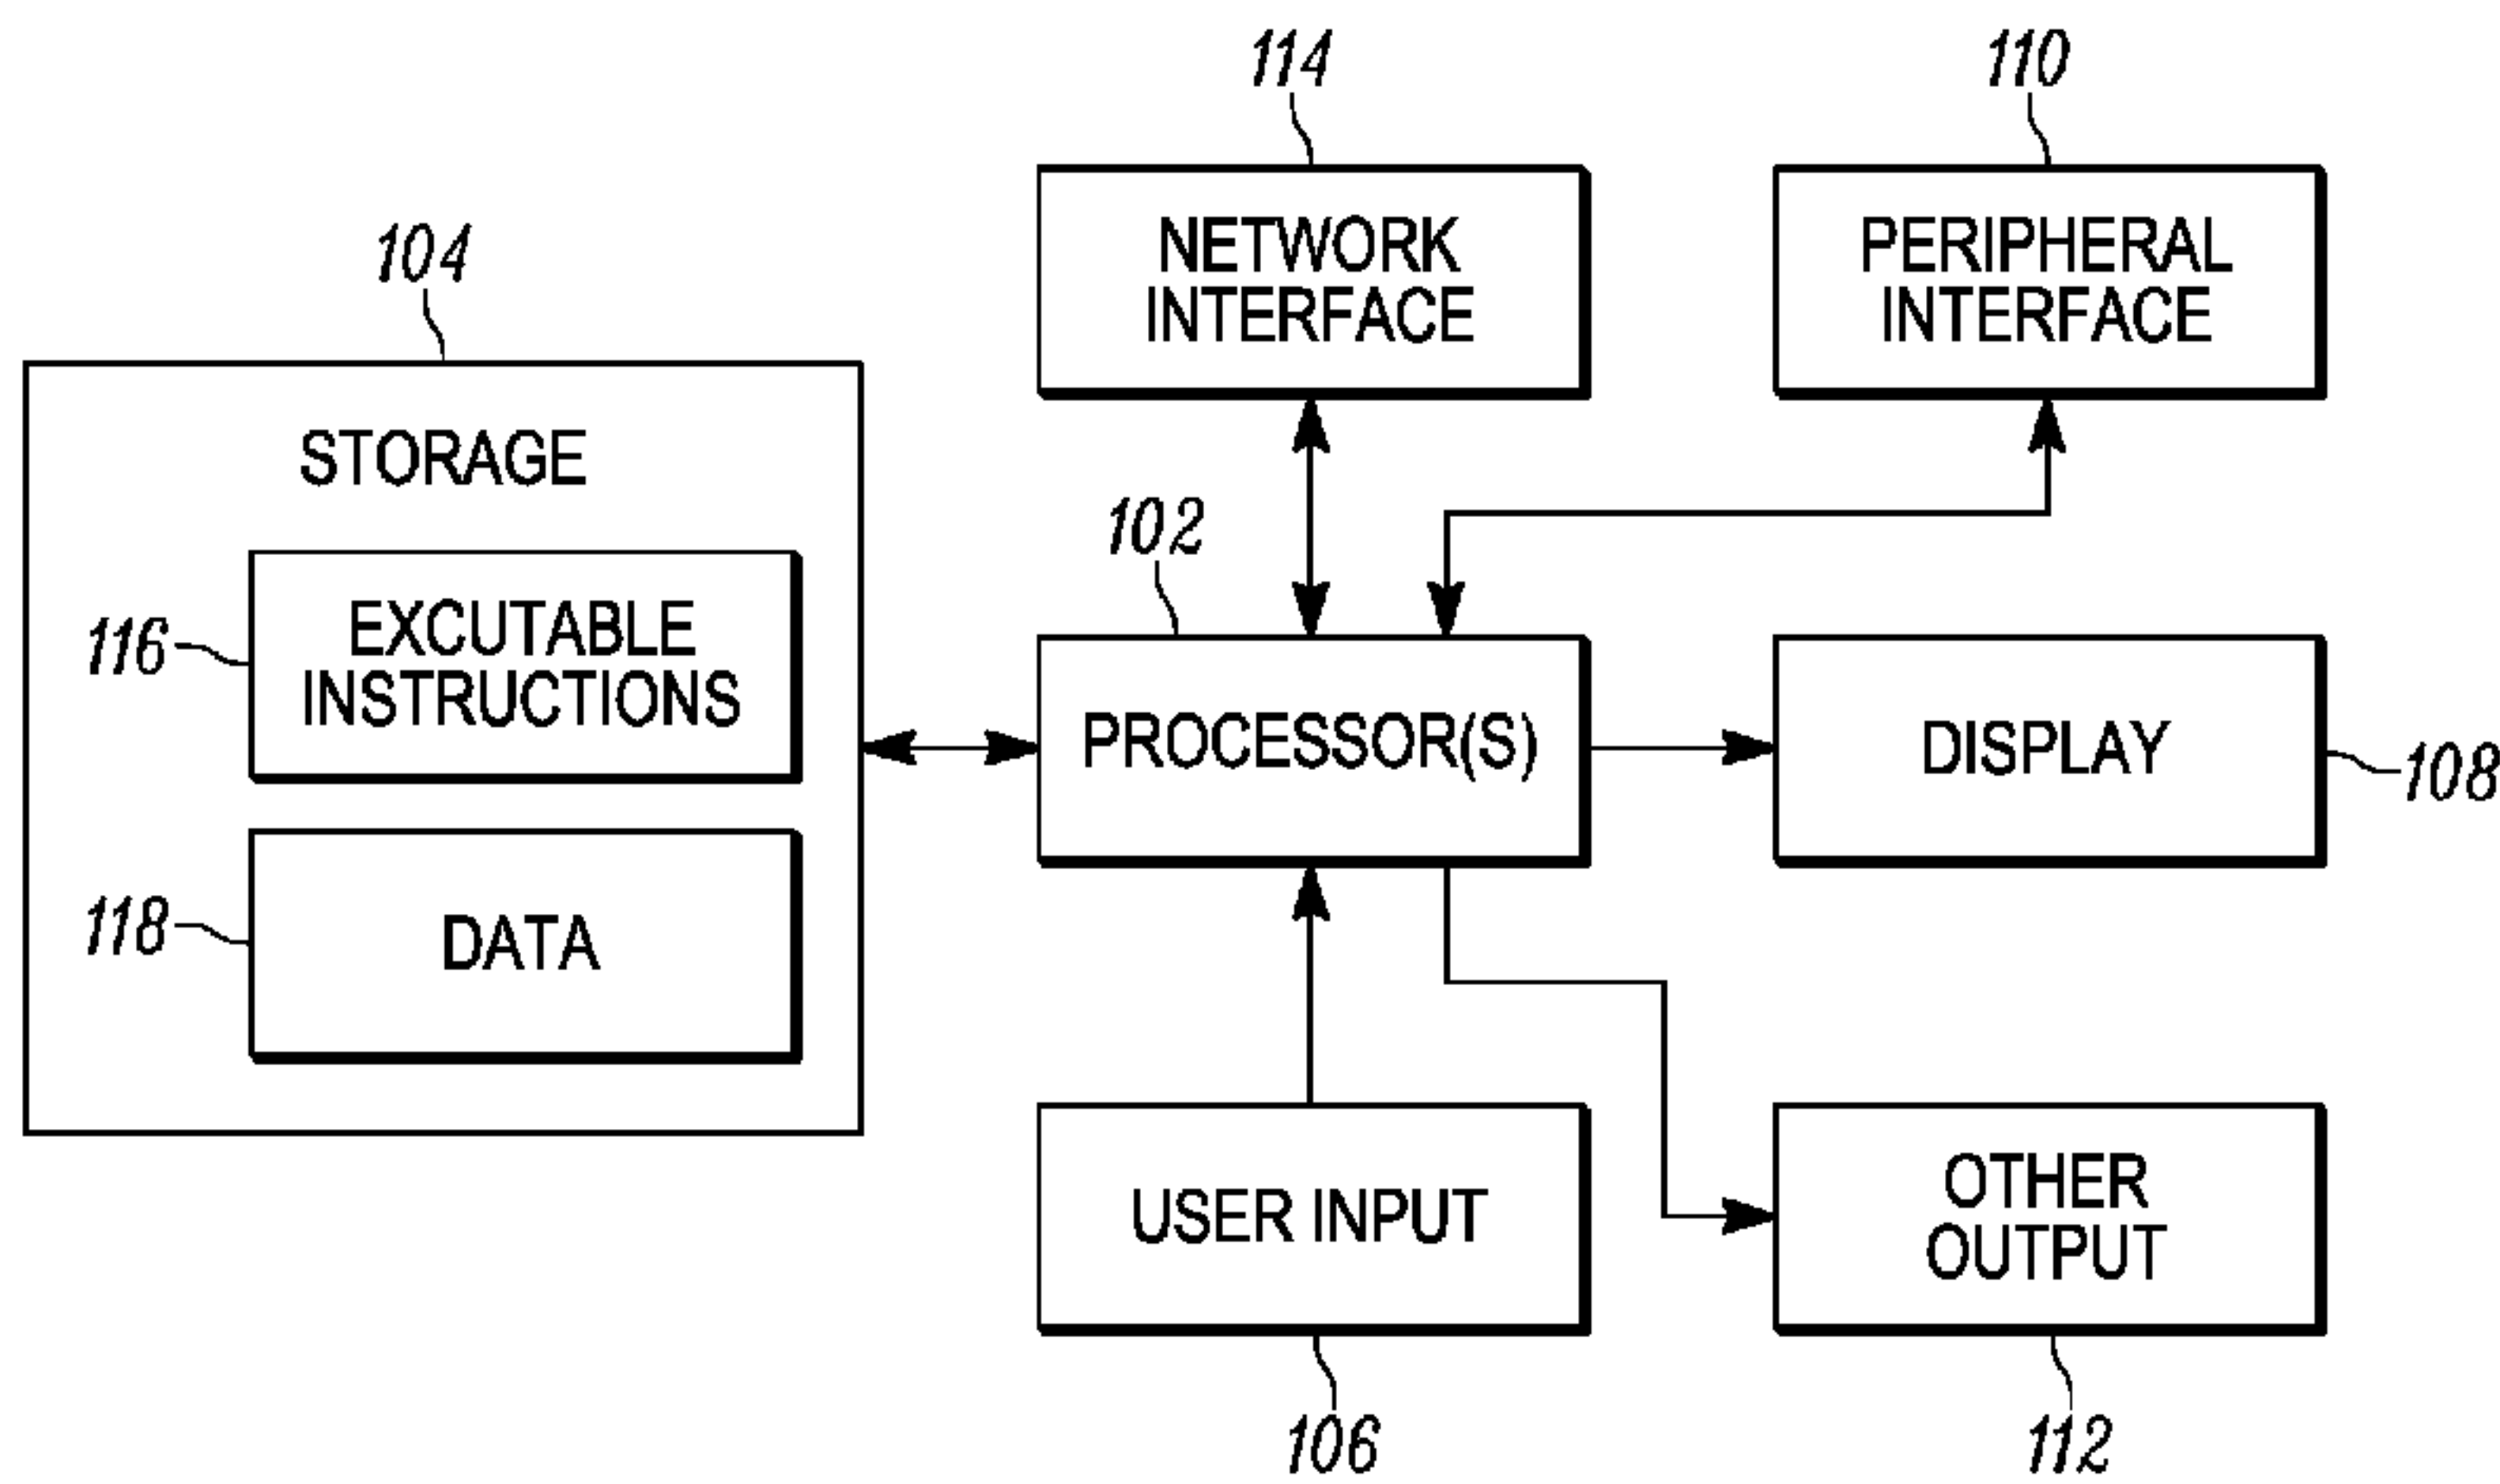 114
110
NETWORK
INTERFACE
PERIPHERAL
INTERFACE
104
STORAGE
102
116
EXCUTABLE
INSTRUCTIONS
PROCESSOR(S)
DISPLAY
108
118
DATA
USER INPUT
OTHER
OUTPUT
106
112